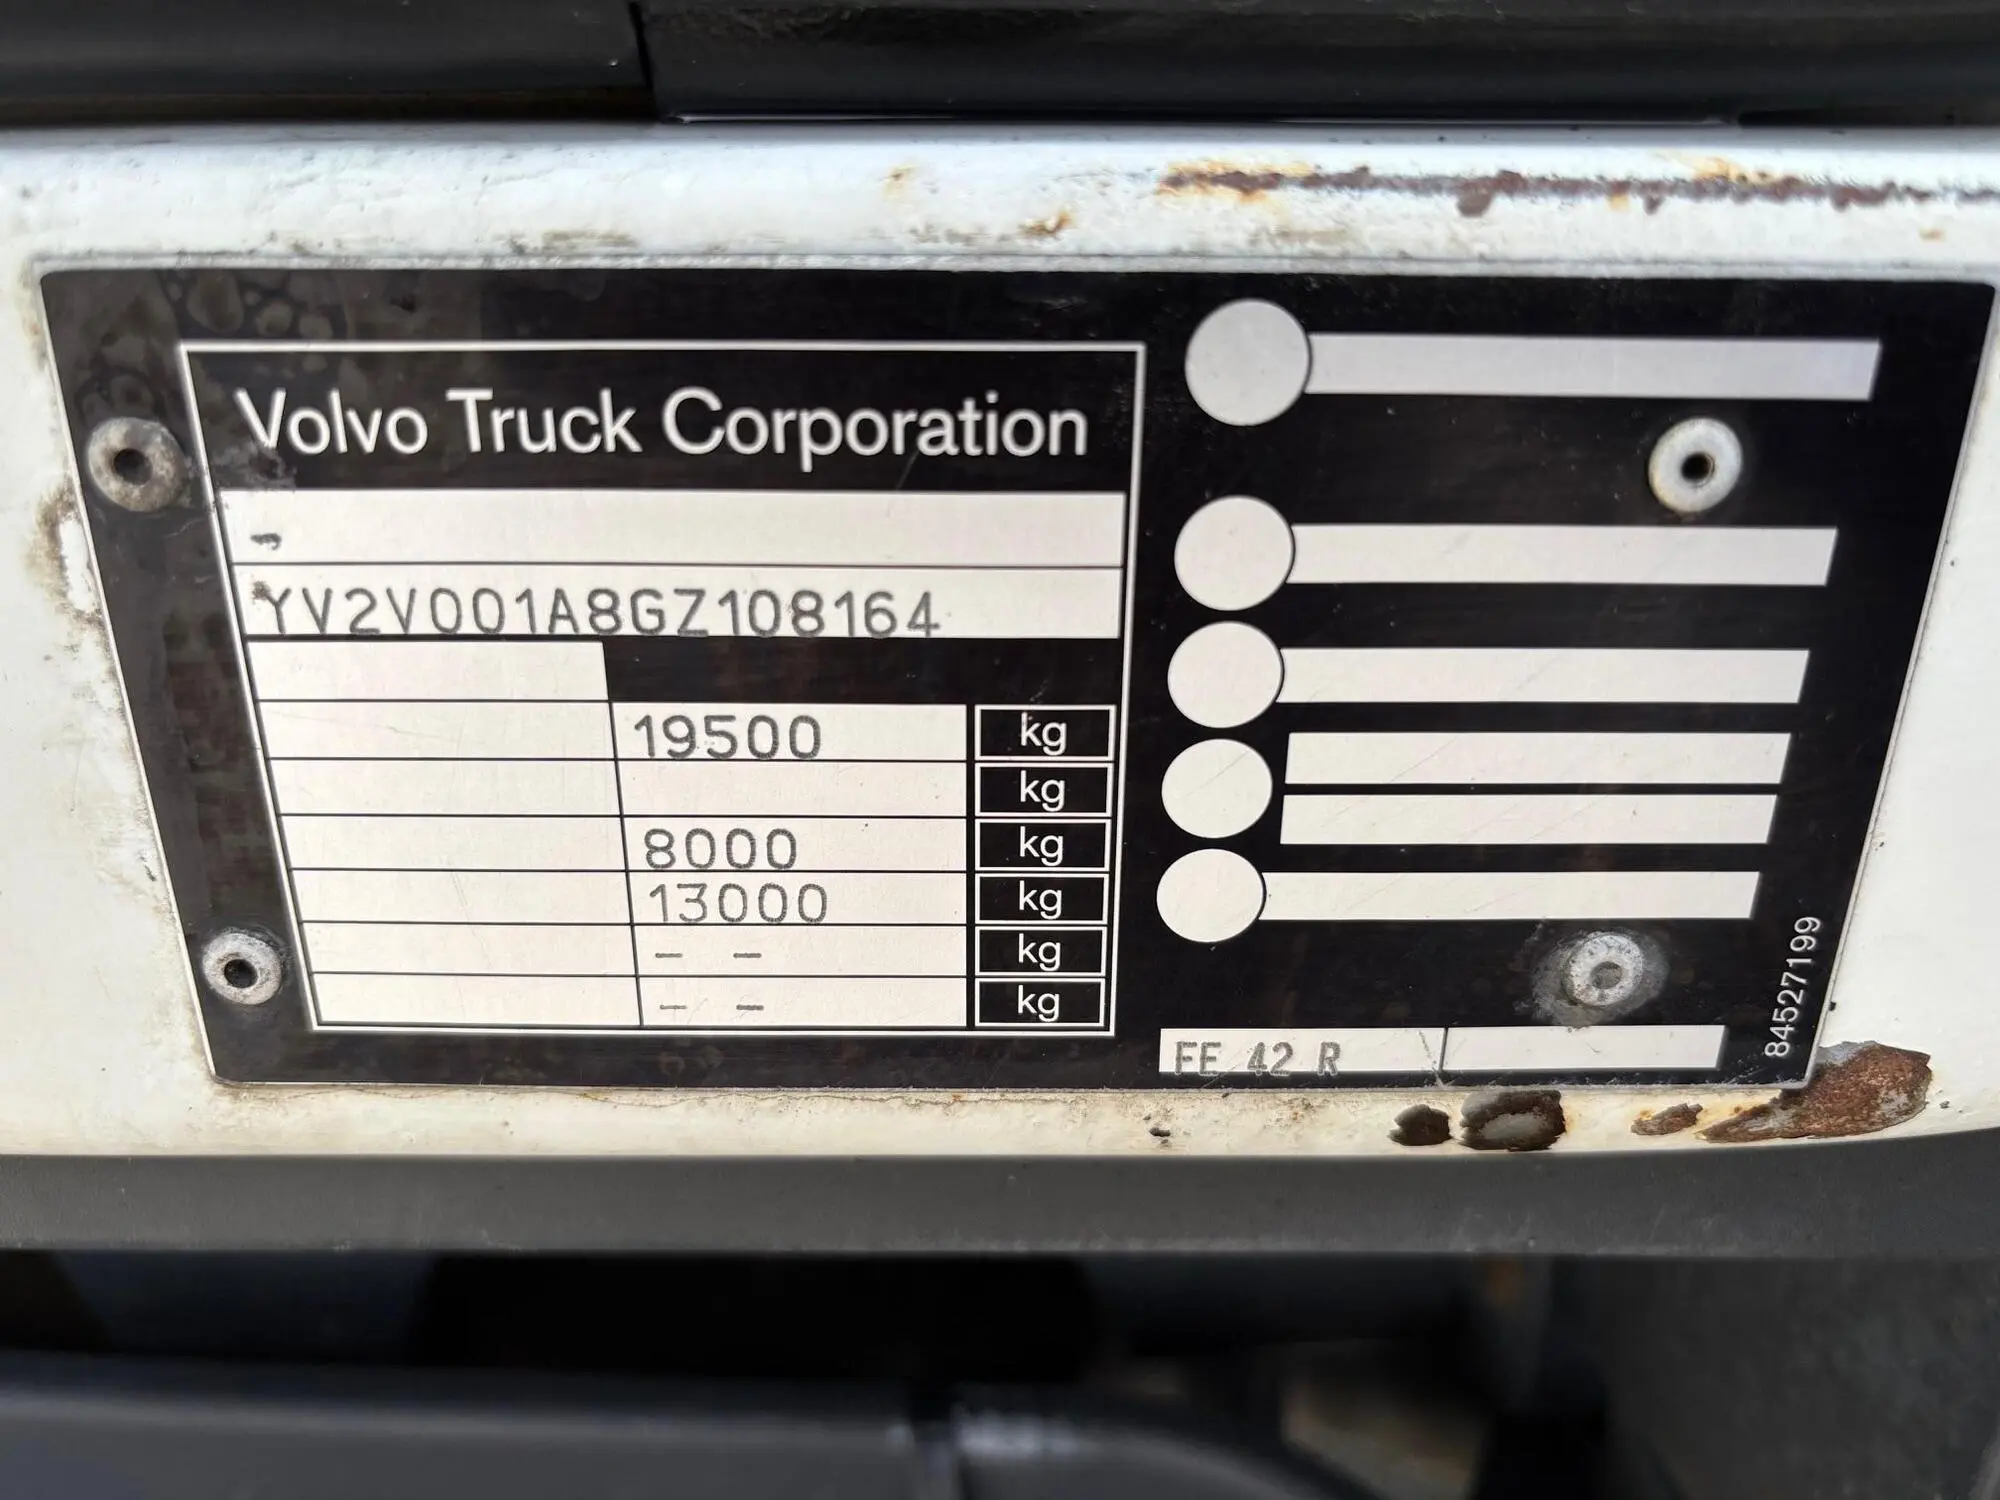 Volvo Truck Corporation
-
YV2V001A8GZ108164
19500 kg
kg
8000 kg
13000 kg
- - kg
- - kg
FE 42 R
84527199